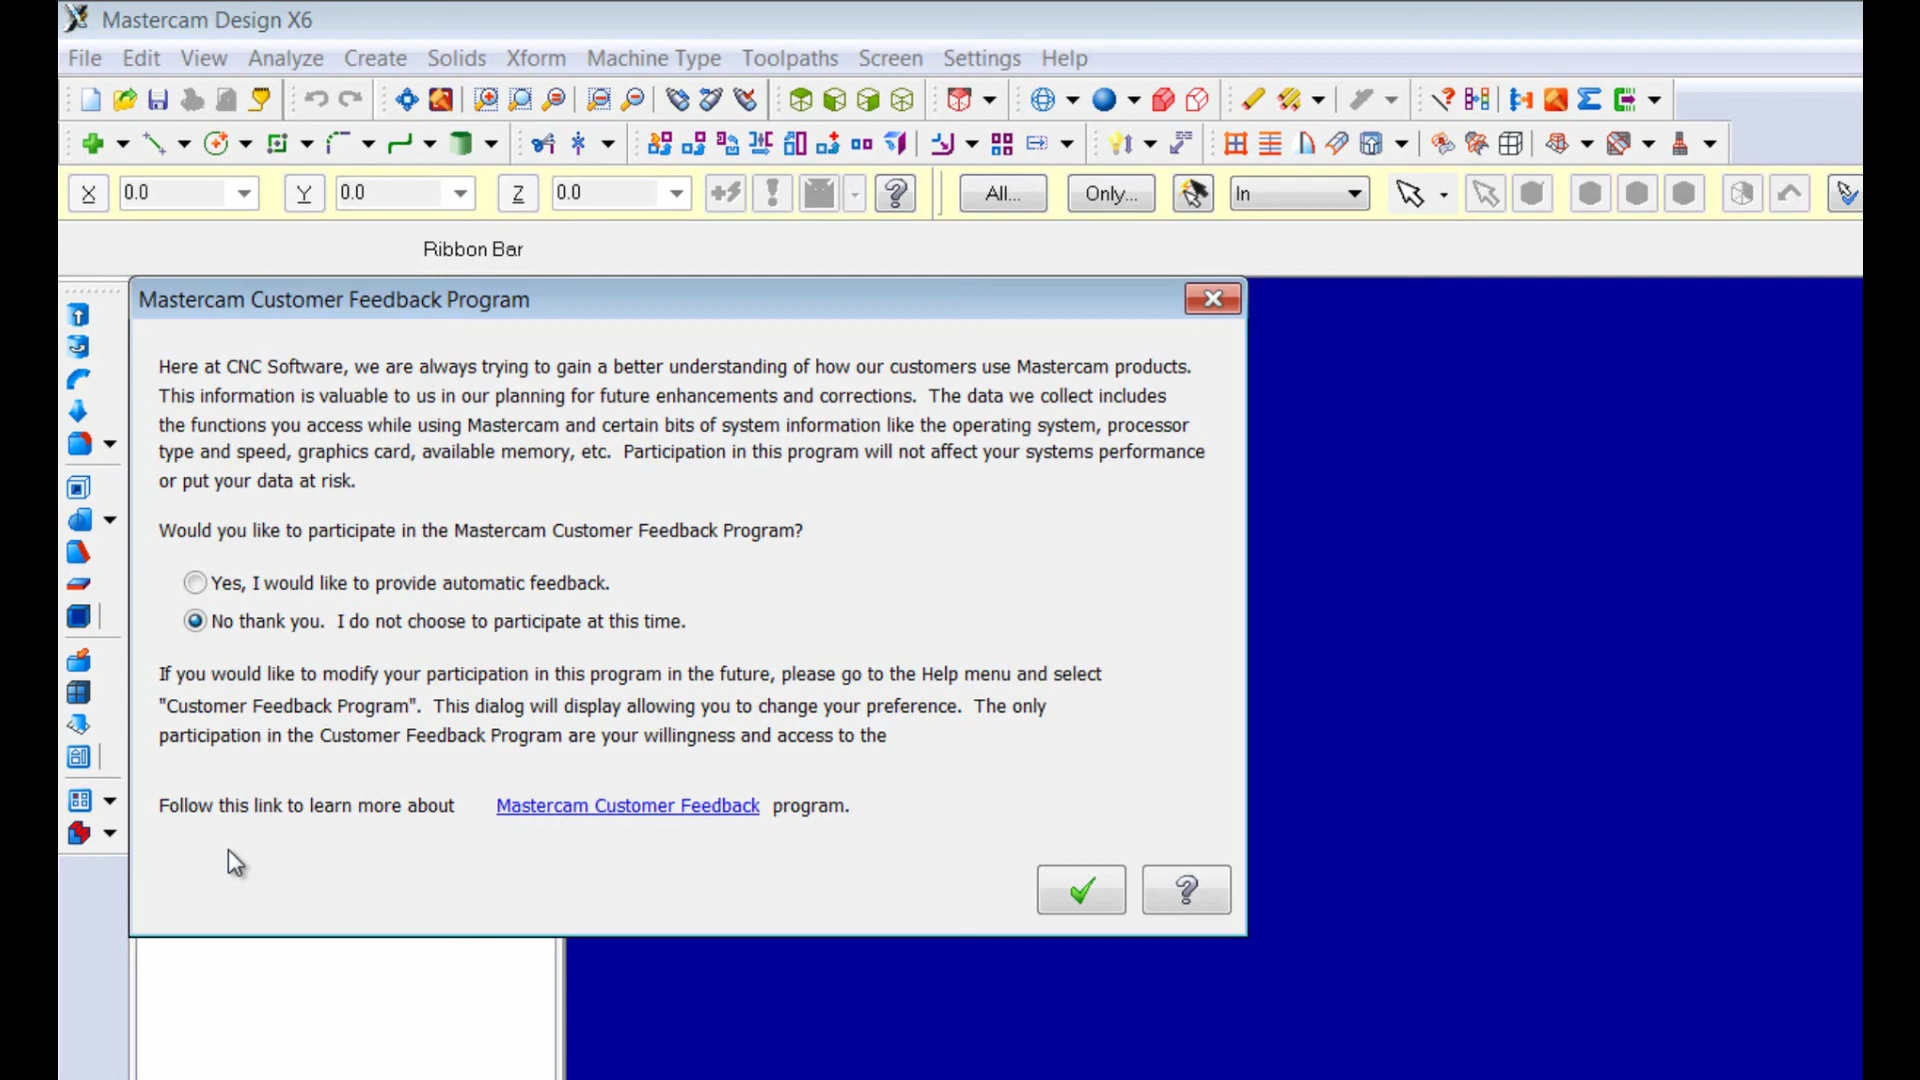 Mastercam Design X6
File Edit View Analyze Create Solids Xform Machine Type Toolpaths Screen Settings Help
X 0.0 Y 0.0 Z 0.0 All... Only... In
Ribbon Bar
Mastercam Customer Feedback Program
Here at CNC Software, we are always trying to gain a better understanding of how our customers use Mastercam products.
This information is valuable to us in our planning for future enhancements and corrections. The data we collect includes
the functions you access while using Mastercam and certain bits of system information like the operating system, processor
type and speed, graphics card, available memory, etc. Participation in this program will not affect your systems performance
or put your data at risk.
Would you like to participate in the Mastercam Customer Feedback Program?
Yes, I would like to provide automatic feedback.
No thank you. I do not choose to participate at this time.
If you would like to modify your participation in this program in the future, please go to the Help menu and select
"Customer Feedback Program". This dialog will display allowing you to change your preference. The only
participation in the Customer Feedback Program are your willingness and access to the
Follow this link to learn more about Mastercam Customer Feedback program.